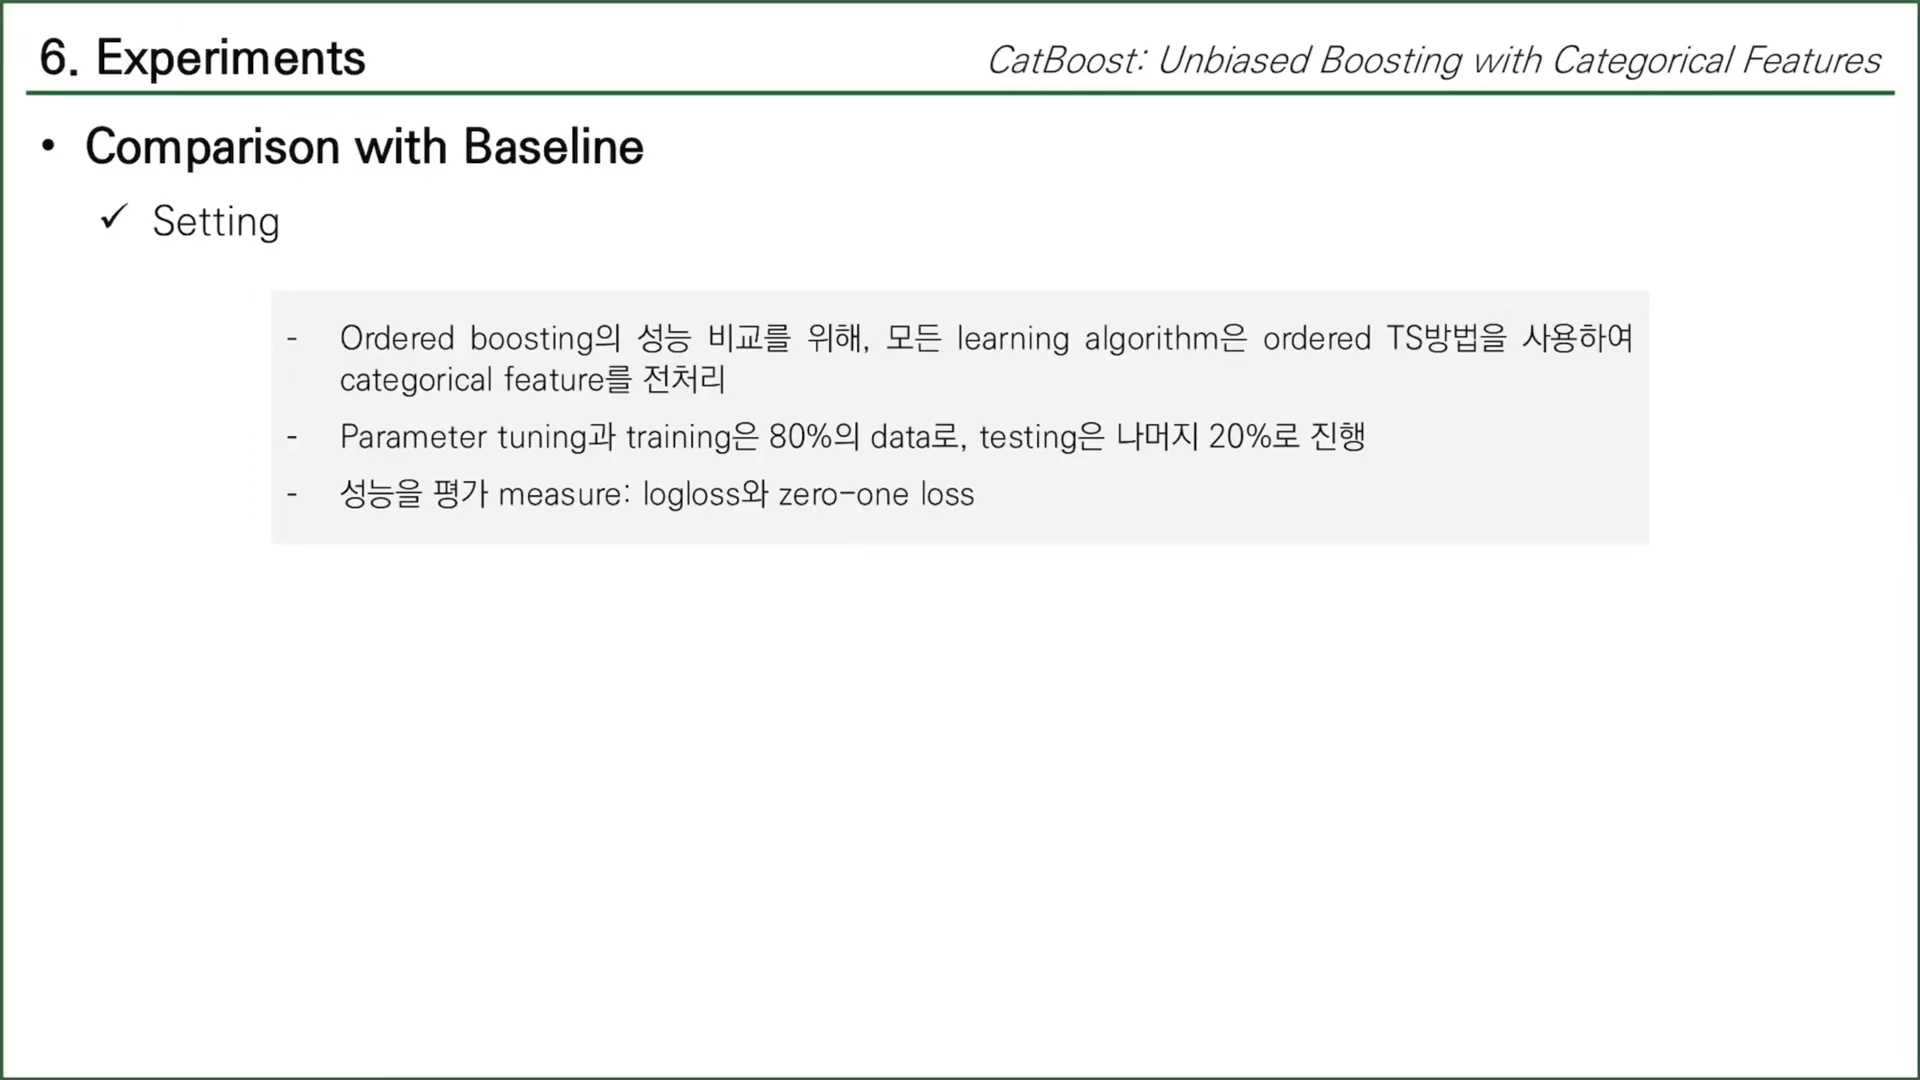 6. Experiments
CatBoost: Unbiased Boosting with Categorical Features
• Comparison with Baseline
✓ Setting
- Ordered boosting의 성능 비교를 위해, 모든 learning algorithm은 ordered TS방법을 사용하여
categorical feature를 전처리
- Parameter tuning과 training은 80%의 data로, testing은 나머지 20%로 진행
- 성능을 평가 measure: logloss와 zero-one loss